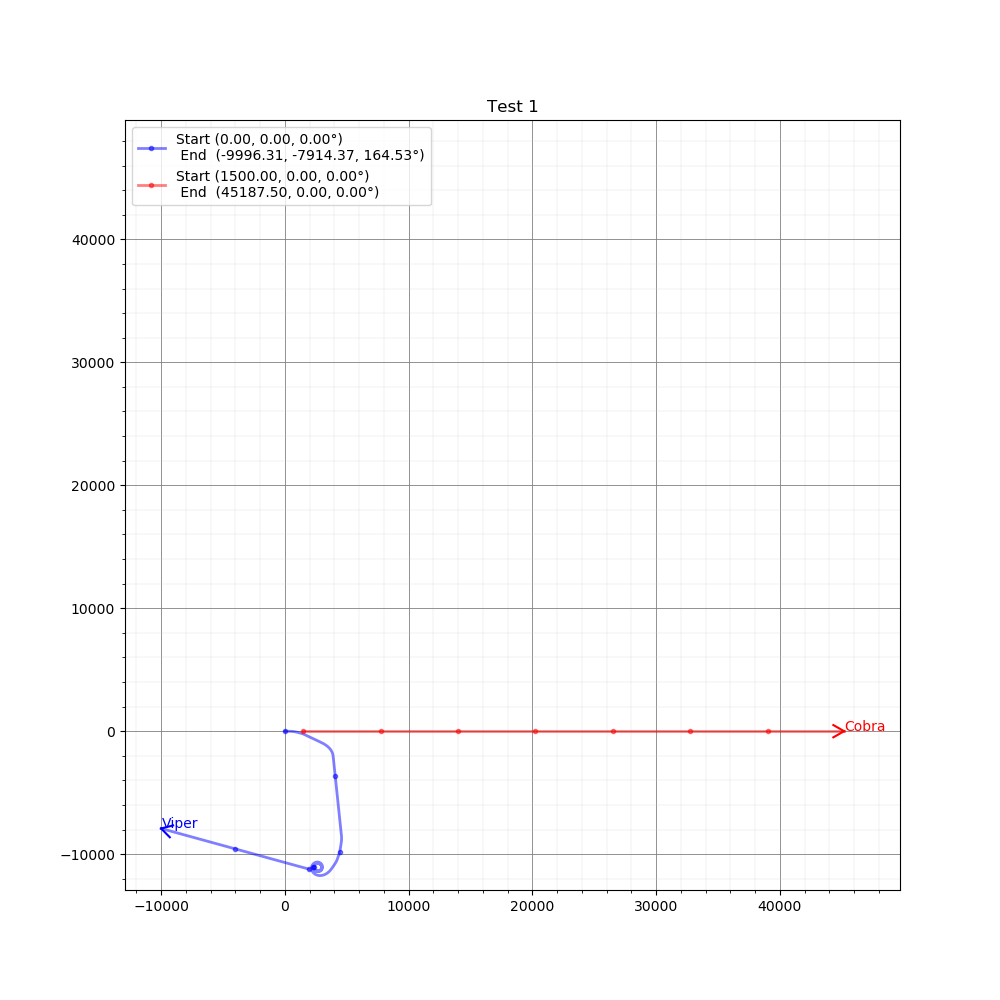 Test 1
Start (0.00, 0.00, 0.00°)
End (-9996.31, -7914.37, 164.53°)
Start (1500.00, 0.00, 0.00°)
End (45187.50, 0.00, 0.00°)
40000
30000
20000
10000
0
−10000
Cobra
Viper
−10000
0
10000
20000
30000
40000